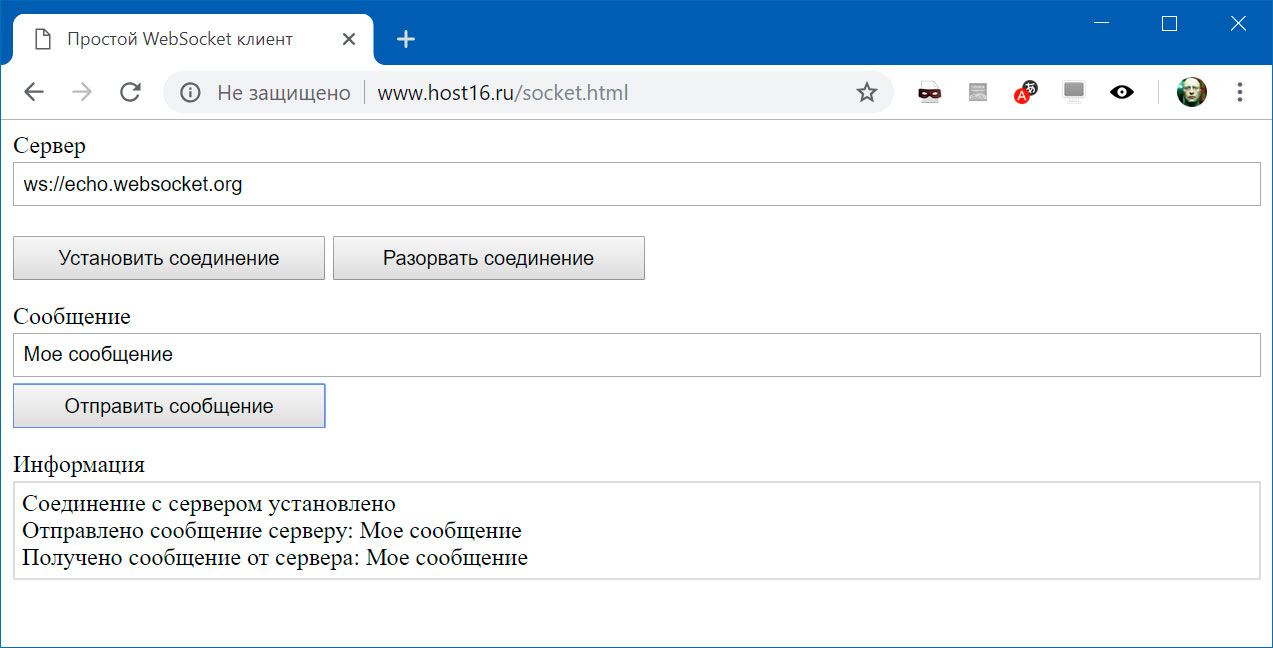 Простой WebSocket клиент
Не защищено www.host16.ru/socket.html
Сервер
ws://echo.websocket.org
Установить соединение Разорвать соединение
Сообщение
Мое сообщение
Отправить сообщение
Информация
Соединение с сервером установлено
Отправлено сообщение серверу: Мое сообщение
Получено сообщение от сервера: Мое сообщение